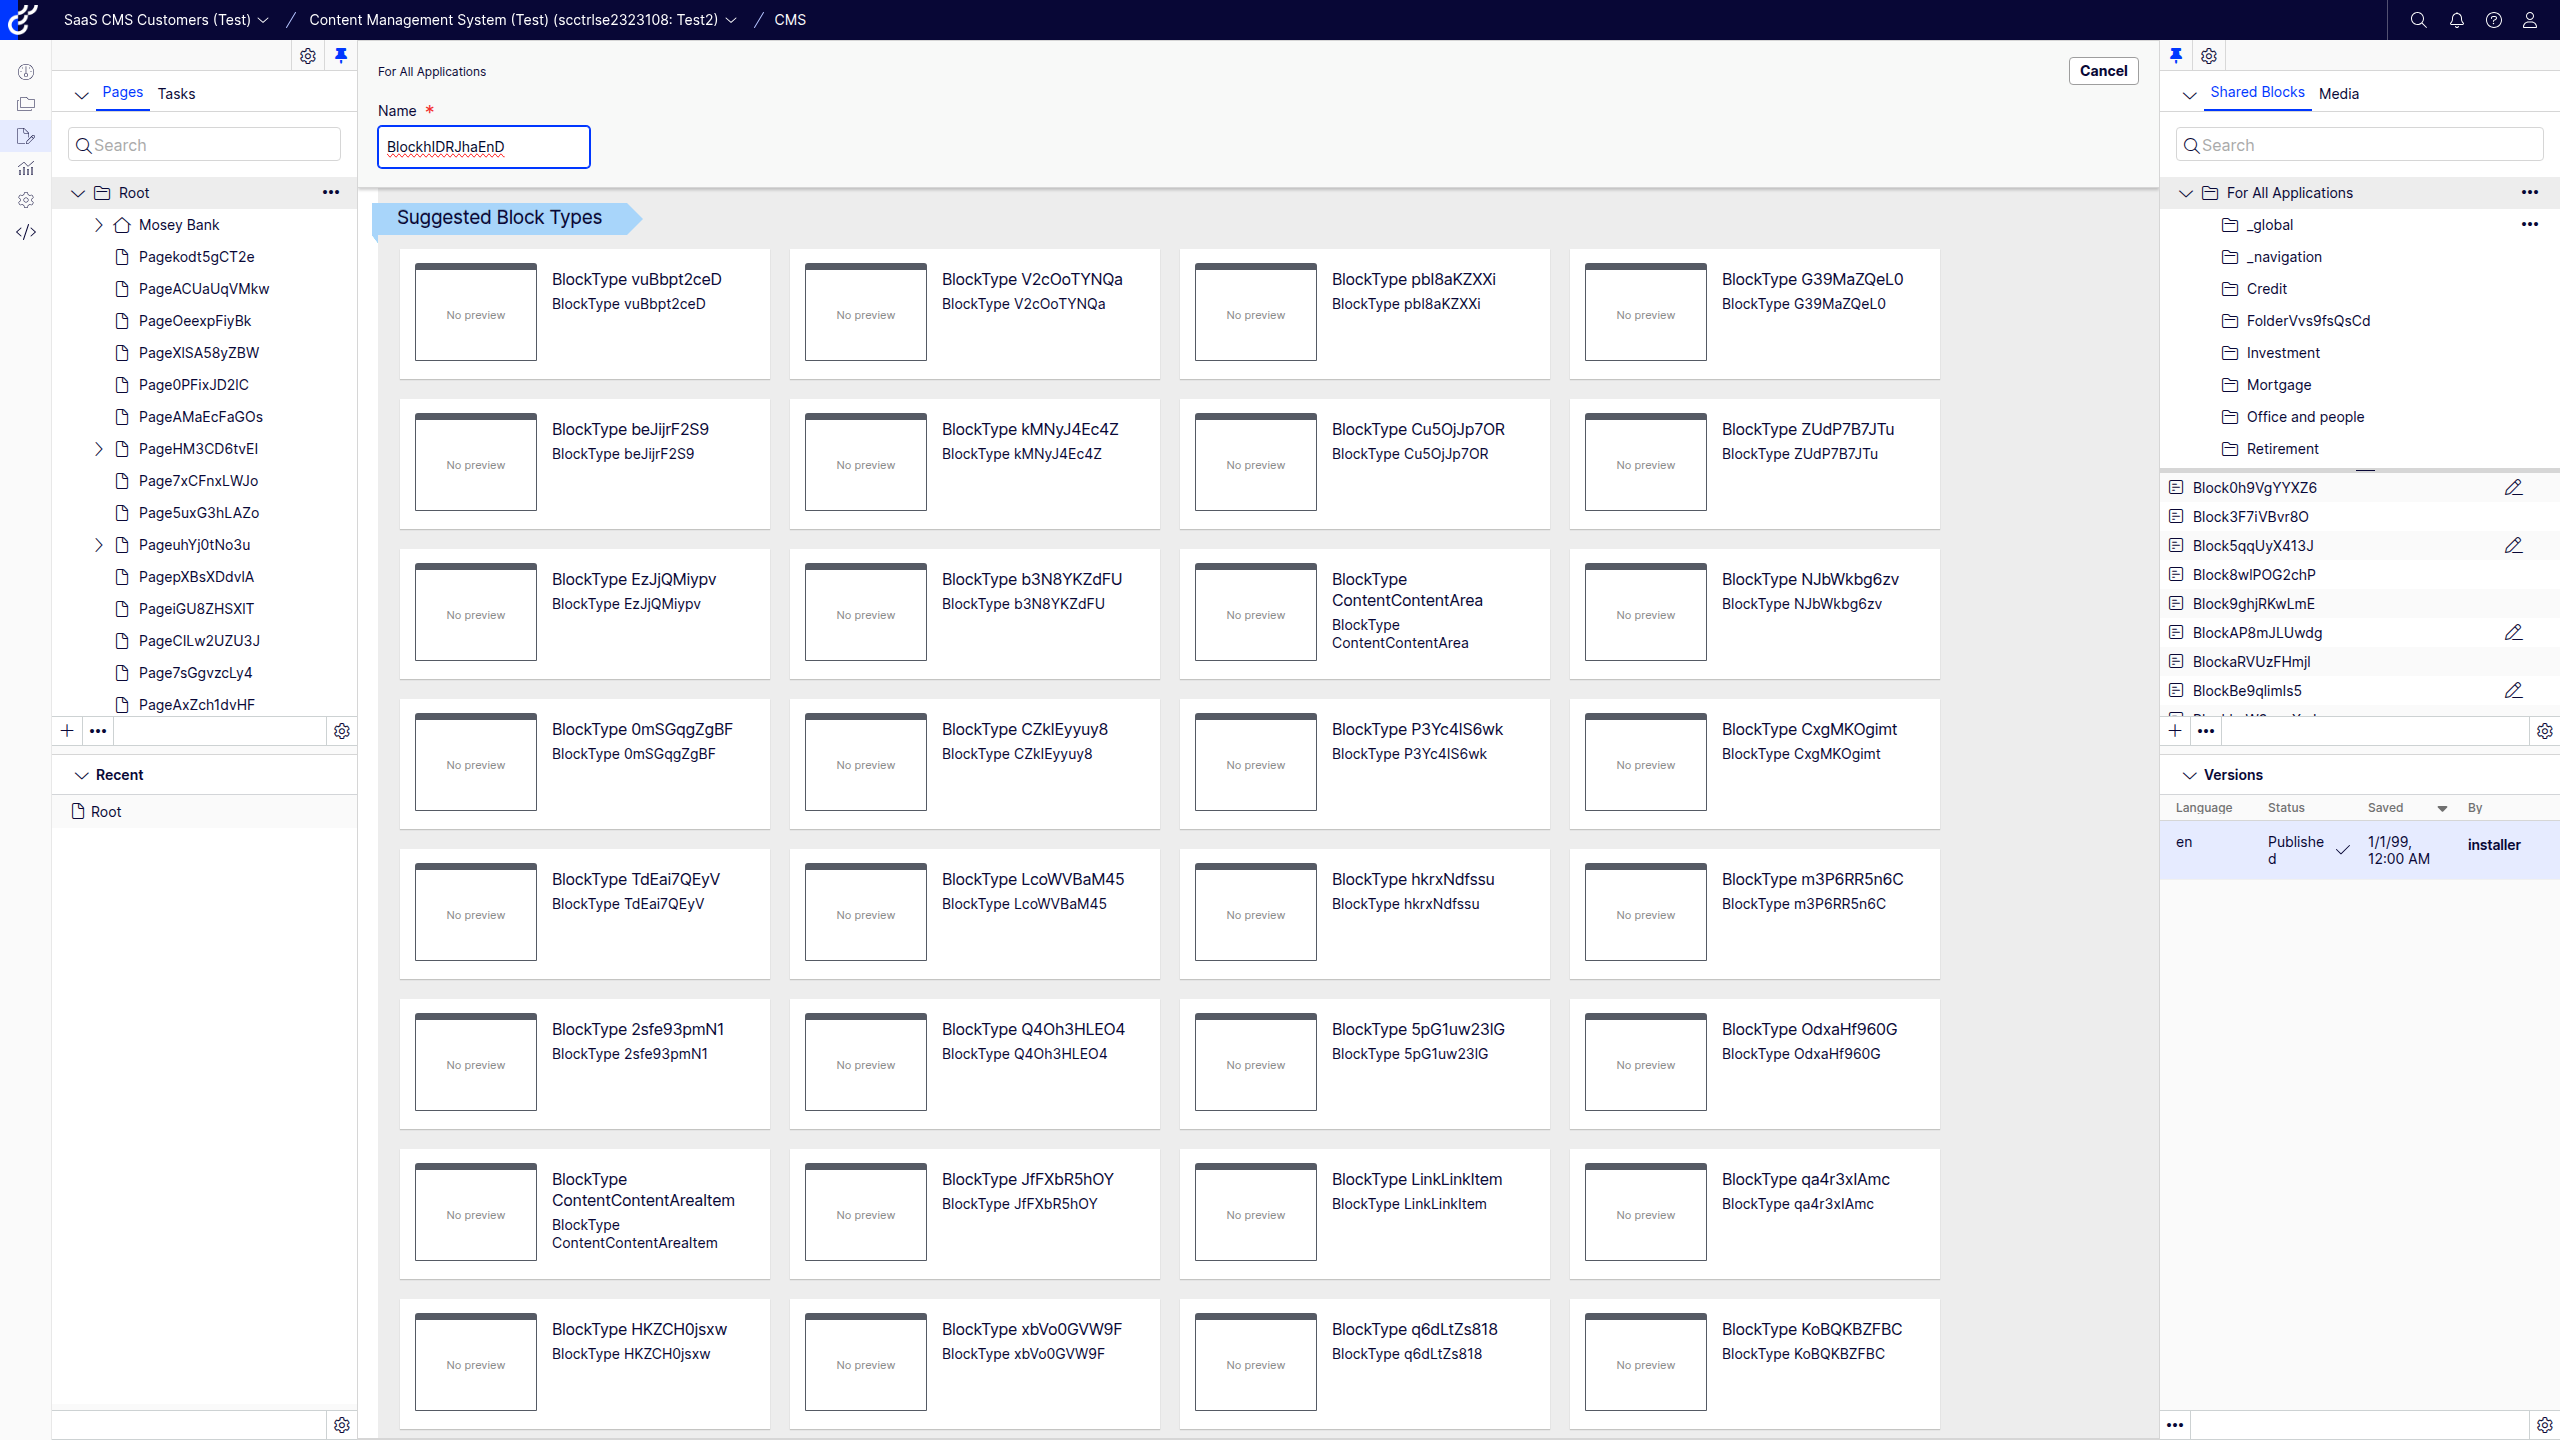 SaaS CMS Customers (Test) / Content Management System (Test) (scctrlse2323108: Test2) / CMS
Pages Tasks
Search
Root
Mosey Bank
Pagekodt5gCT2e
PageACUaUqVMkw
PageOeexpFiyBk
PageXlSA58yZBW
Page0PFixJD2lC
PageAMaEcFaGOs
PageHM3CD6tvEI
Page7xCFnxLWJo
Page5uxG3hLAZo
PageuhYj0tNo3u
PagepXBsXDdvlA
PageiGU8ZHSXlT
PageClLw2UZU3J
Page7sGgvzcLy4
PageAxZch1dvHF
Recent
Root
For All Applications
Cancel
Name *
BlockhIDRJhaEnD
Suggested Block Types
No preview
BlockType vuBbpt2ceD
BlockType vuBbpt2ceD
No preview
BlockType V2cOoTYNQa
BlockType V2cOoTYNQa
No preview
BlockType pbI8aKZXXi
BlockType pbI8aKZXXi
No preview
BlockType G39MaZQeL0
BlockType G39MaZQeL0
No preview
BlockType beJijrF2S9
BlockType beJijrF2S9
No preview
BlockType kMNyJ4Ec4Z
BlockType kMNyJ4Ec4Z
No preview
BlockType Cu5OjJp7OR
BlockType Cu5OjJp7OR
No preview
BlockType ZUdP7B7JTu
BlockType ZUdP7B7JTu
No preview
BlockType EzJjQMiypv
BlockType EzJjQMiypv
No preview
BlockType b3N8YKZdFU
BlockType b3N8YKZdFU
No preview
BlockType
ContentContentArea
BlockType
ContentContentArea
No preview
BlockType NJbWkbg6zv
BlockType NJbWkbg6zv
No preview
BlockType 0mSGqgZgBF
BlockType 0mSGqgZgBF
No preview
BlockType CZklEyyuy8
BlockType CZklEyyuy8
No preview
BlockType P3Yc4IS6wk
BlockType P3Yc4IS6wk
No preview
BlockType CxgMKOgimt
BlockType CxgMKOgimt
No preview
BlockType TdEai7QEyV
BlockType TdEai7QEyV
No preview
BlockType LcoWVBaM45
BlockType LcoWVBaM45
No preview
BlockType hkrxNdfssu
BlockType hkrxNdfssu
No preview
BlockType m3P6RR5n6C
BlockType m3P6RR5n6C
No preview
BlockType 2sfe93pmN1
BlockType 2sfe93pmN1
No preview
BlockType Q4Oh3HLEO4
BlockType Q4Oh3HLEO4
No preview
BlockType 5pG1uw23lG
BlockType 5pG1uw23lG
No preview
BlockType OdxaHf960G
BlockType OdxaHf960G
No preview
BlockType
ContentContentAreaItem
BlockType
ContentContentAreaItem
No preview
BlockType JfFXbR5hOY
BlockType JfFXbR5hOY
No preview
BlockType LinkLinkItem
BlockType LinkLinkItem
No preview
BlockType qa4r3xlAmc
BlockType qa4r3xlAmc
No preview
BlockType HKZCH0jsxw
BlockType HKZCH0jsxw
No preview
BlockType xbVo0GVW9F
BlockType xbVo0GVW9F
No preview
BlockType q6dLtZs818
BlockType q6dLtZs818
No preview
BlockType KoBQKBZFBC
BlockType KoBQKBZFBC
Shared Blocks Media
Search
For All Applications
_global
_navigation
Credit
FolderVvs9fsQsCd
Investment
Mortgage
Office and people
Retirement
Block0h9VgYYXZ6
Block3F7iVBvr8O
Block5qqUyX413J
Block8wlPOG2chP
Block9ghjRKwLmE
BlockAP8mJLUwdg
BlockaRVUzFHmjl
BlockBe9qlimIs5
Versions
Language Status Saved By
en Publishe
d 1/1/99,
12:00 AM installer